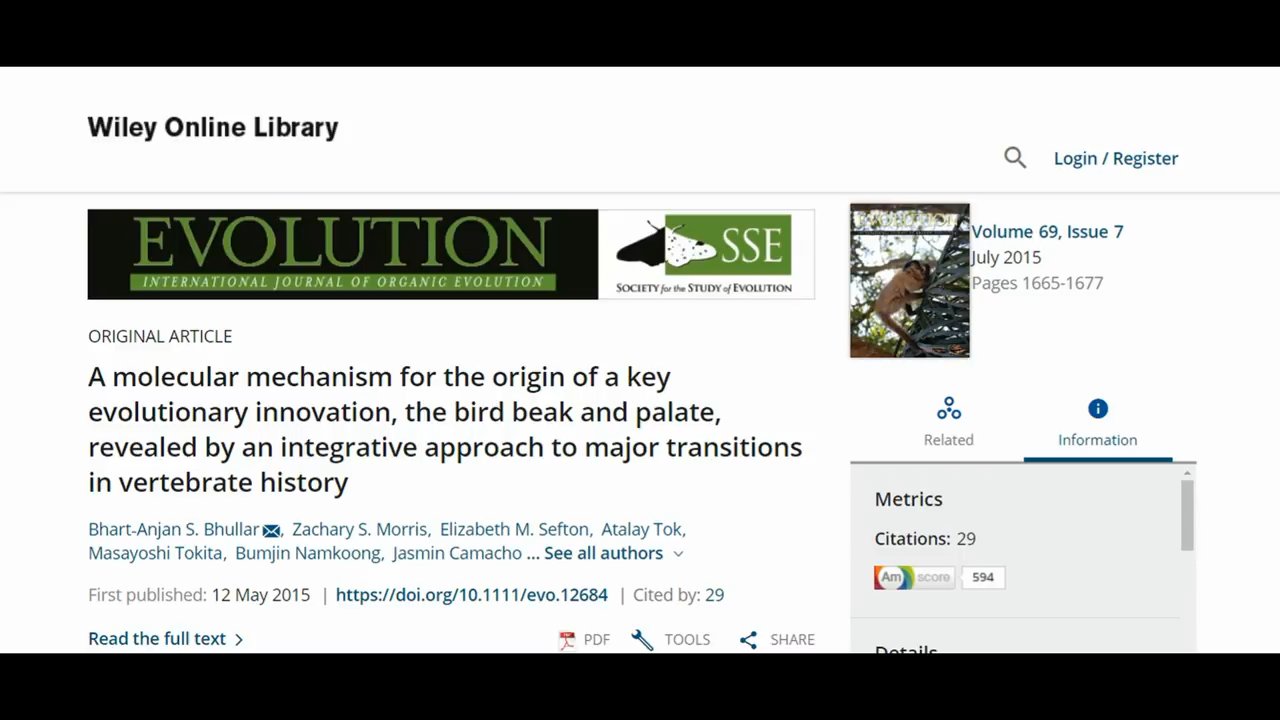 Wiley Online Library
Login / Register
EVOLUTION
INTERNATIONAL JOURNAL OF ORGANIC EVOLUTION
SSE
SOCIETY for the STUDY of EVOLUTION
Volume 69, Issue 7
July 2015
Pages 1665-1677
ORIGINAL ARTICLE
A molecular mechanism for the origin of a key
evolutionary innovation, the bird beak and palate,
revealed by an integrative approach to major transitions
in vertebrate history
Bhart-Anjan S. Bhullar, Zachary S. Morris, Elizabeth M. Sefton, Atalay Tok,
Masayoshi Tokita, Bumjin Namkoong, Jasmin Camacho ... See all authors
First published: 12 May 2015 | https://doi.org/10.1111/evo.12684 | Cited by: 29
Read the full text >
PDF TOOLS SHARE
Related
Information
Metrics
Citations: 29
Am score 594
Details